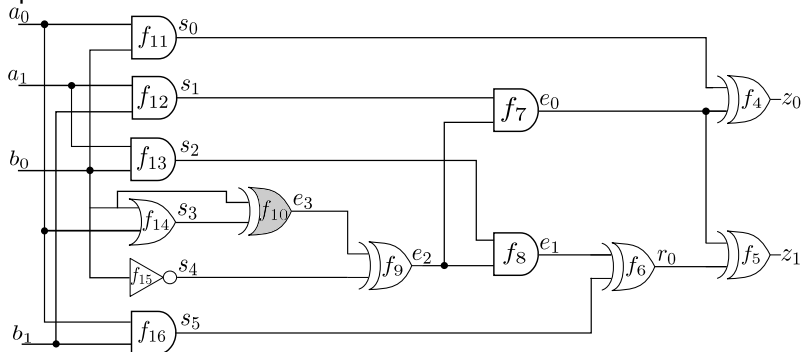 a₀ f₁₁ s₀
a₁ f₁₂ s₁ f₇ e₀ f₄ z₀
b₀ f₁₃ s₂
f₁₄ s₃ f₁₀ e₃
f₁₅ s₄ f₉ e₂ f₈ e₁ f₆ r₀ f₅ z₁
b₁ f₁₆ s₅